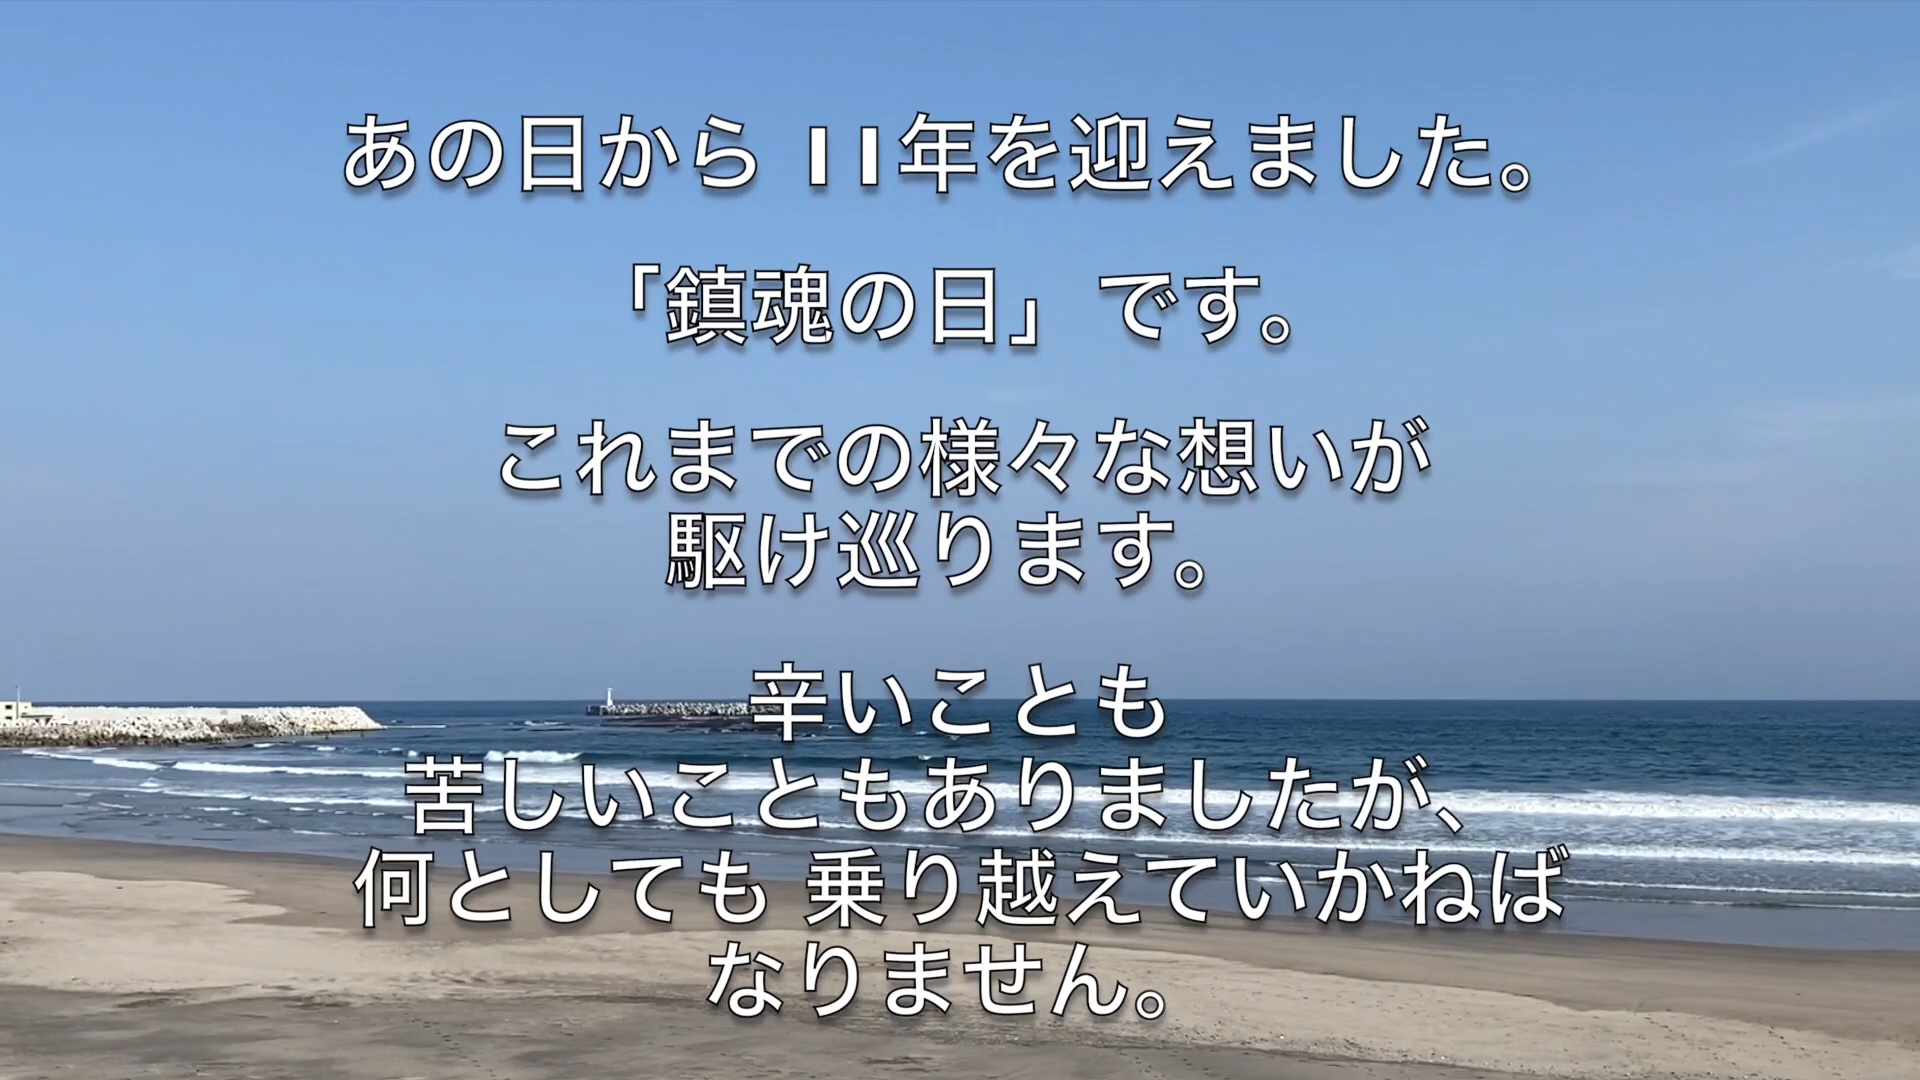 あの日から 11年を迎えました。
「鎮魂の日」です。
これまでの様々な想いが
駆け巡ります。
辛いことも
苦しいこともありましたが、
何としても 乗り越えていかねば
なりません。